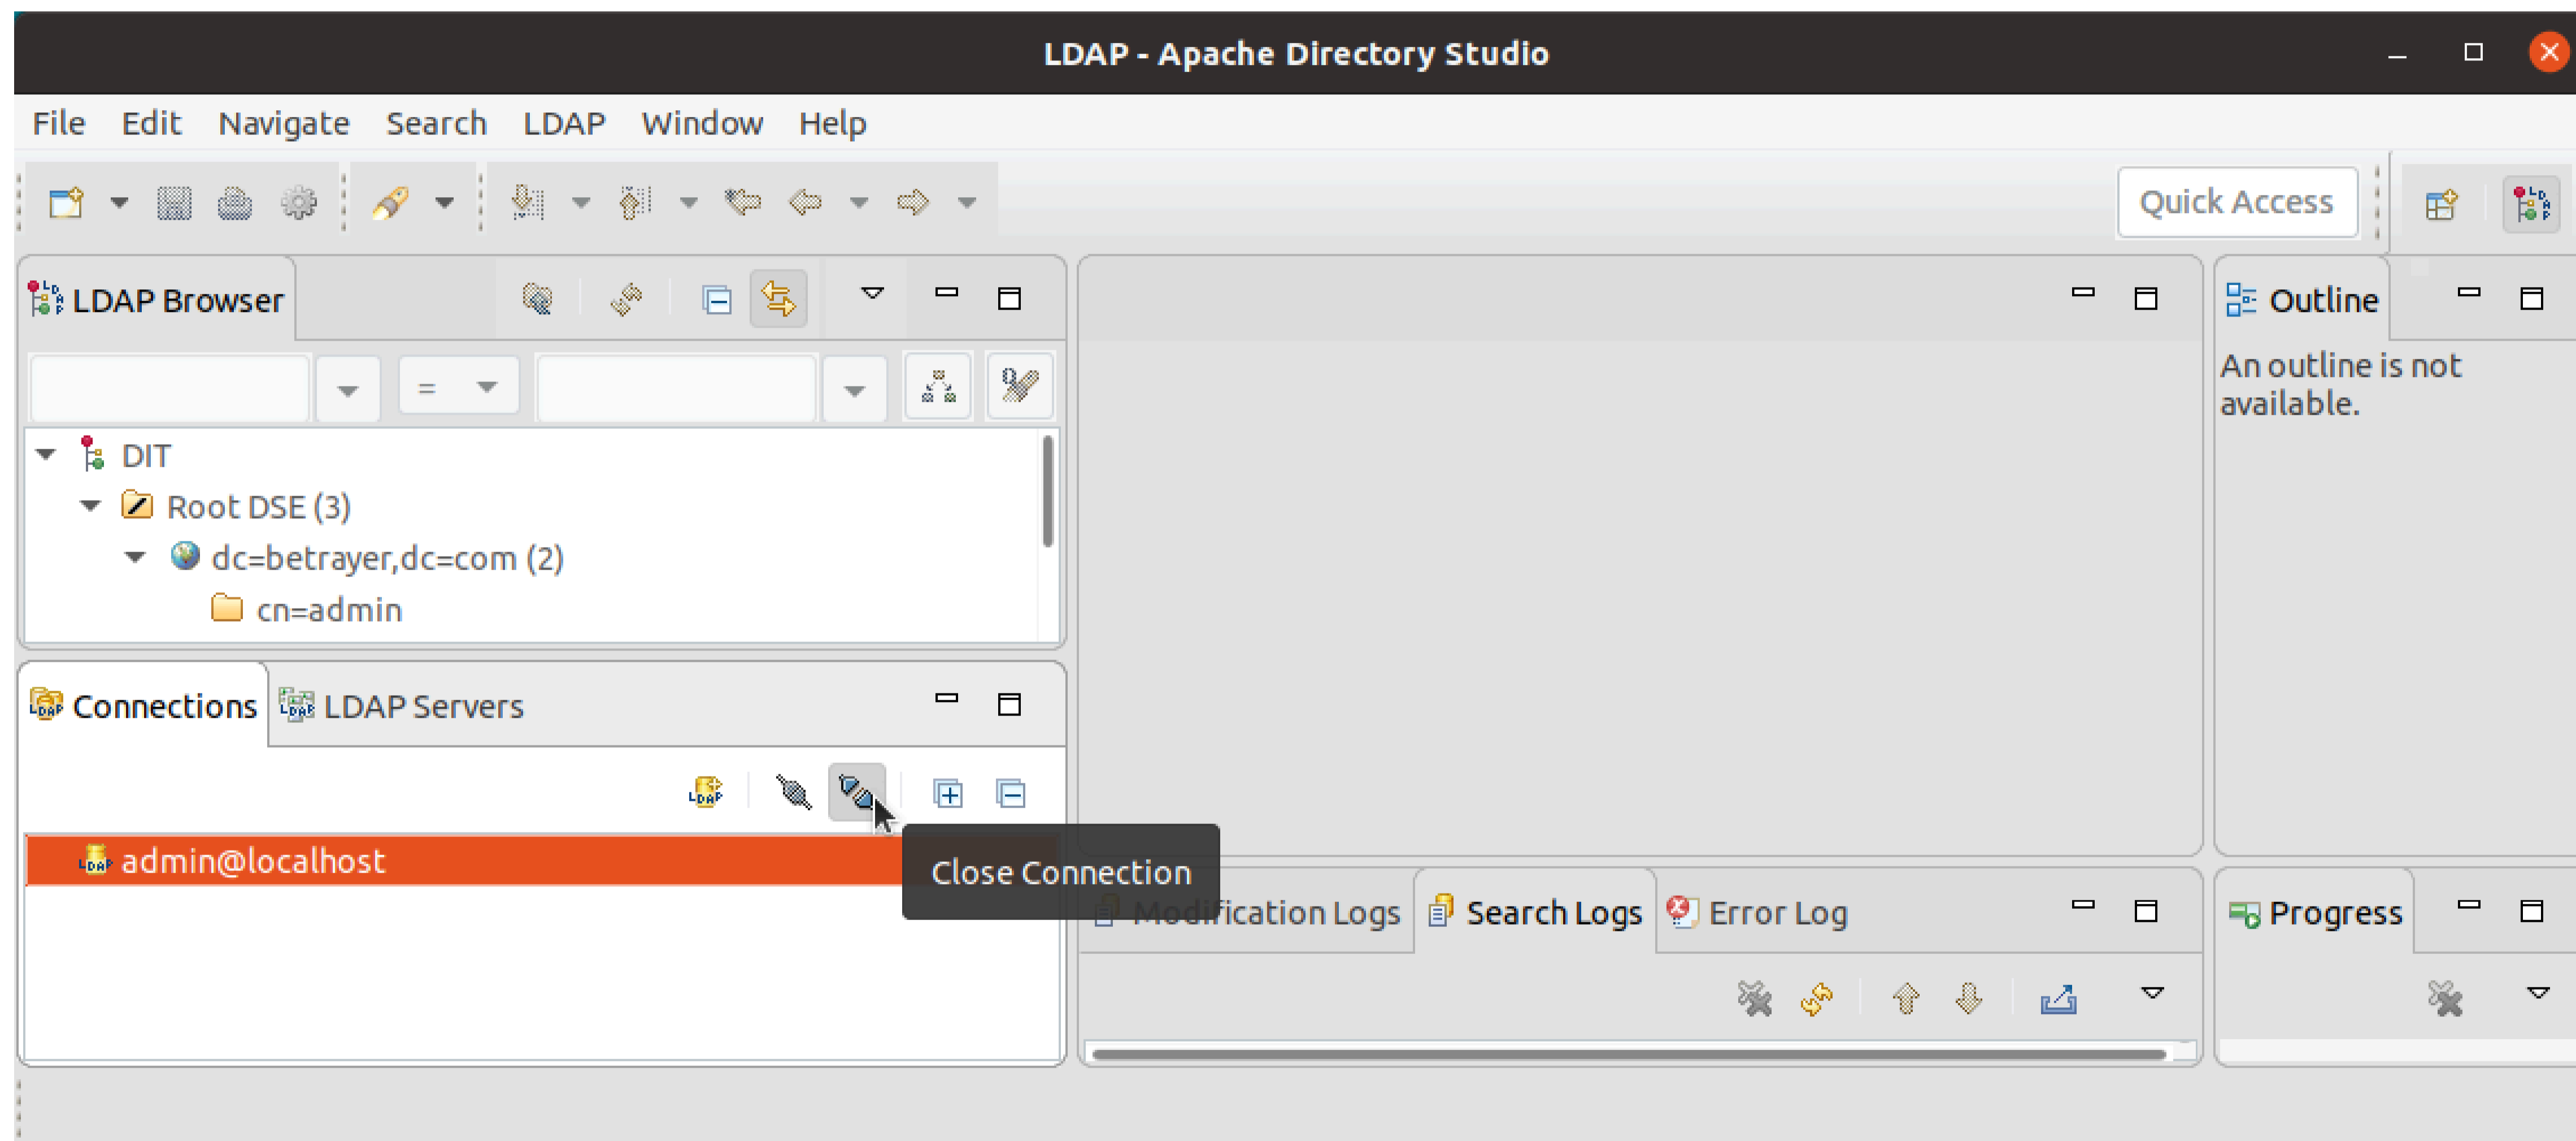 LDAP - Apache Directory Studio
File Edit Navigate Search LDAP Window Help
Quick Access
LDAP Browser
Outline
=
An outline is not
available.
DIT
Root DSE (3)
dc=betrayer,dc=com (2)
cn=admin
Connections LDAP Servers
admin@localhost
Close Connection
Modification Logs Search Logs Error Log
Progress